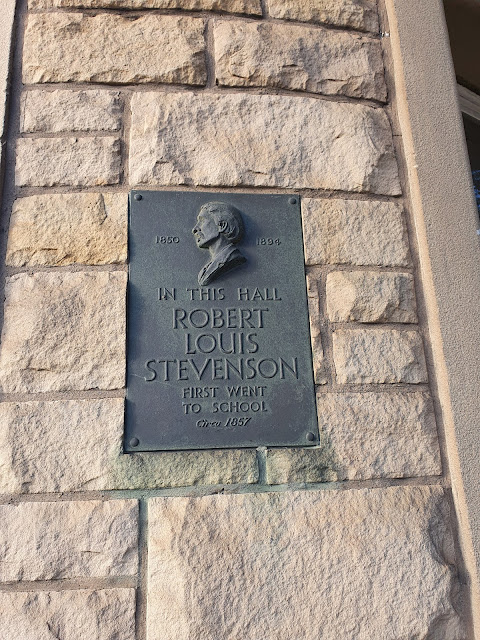 1850 1894
IN THIS HALL
ROBERT
LOUIS
STEVENSON
FIRST WENT
TO SCHOOL
Circa 1857